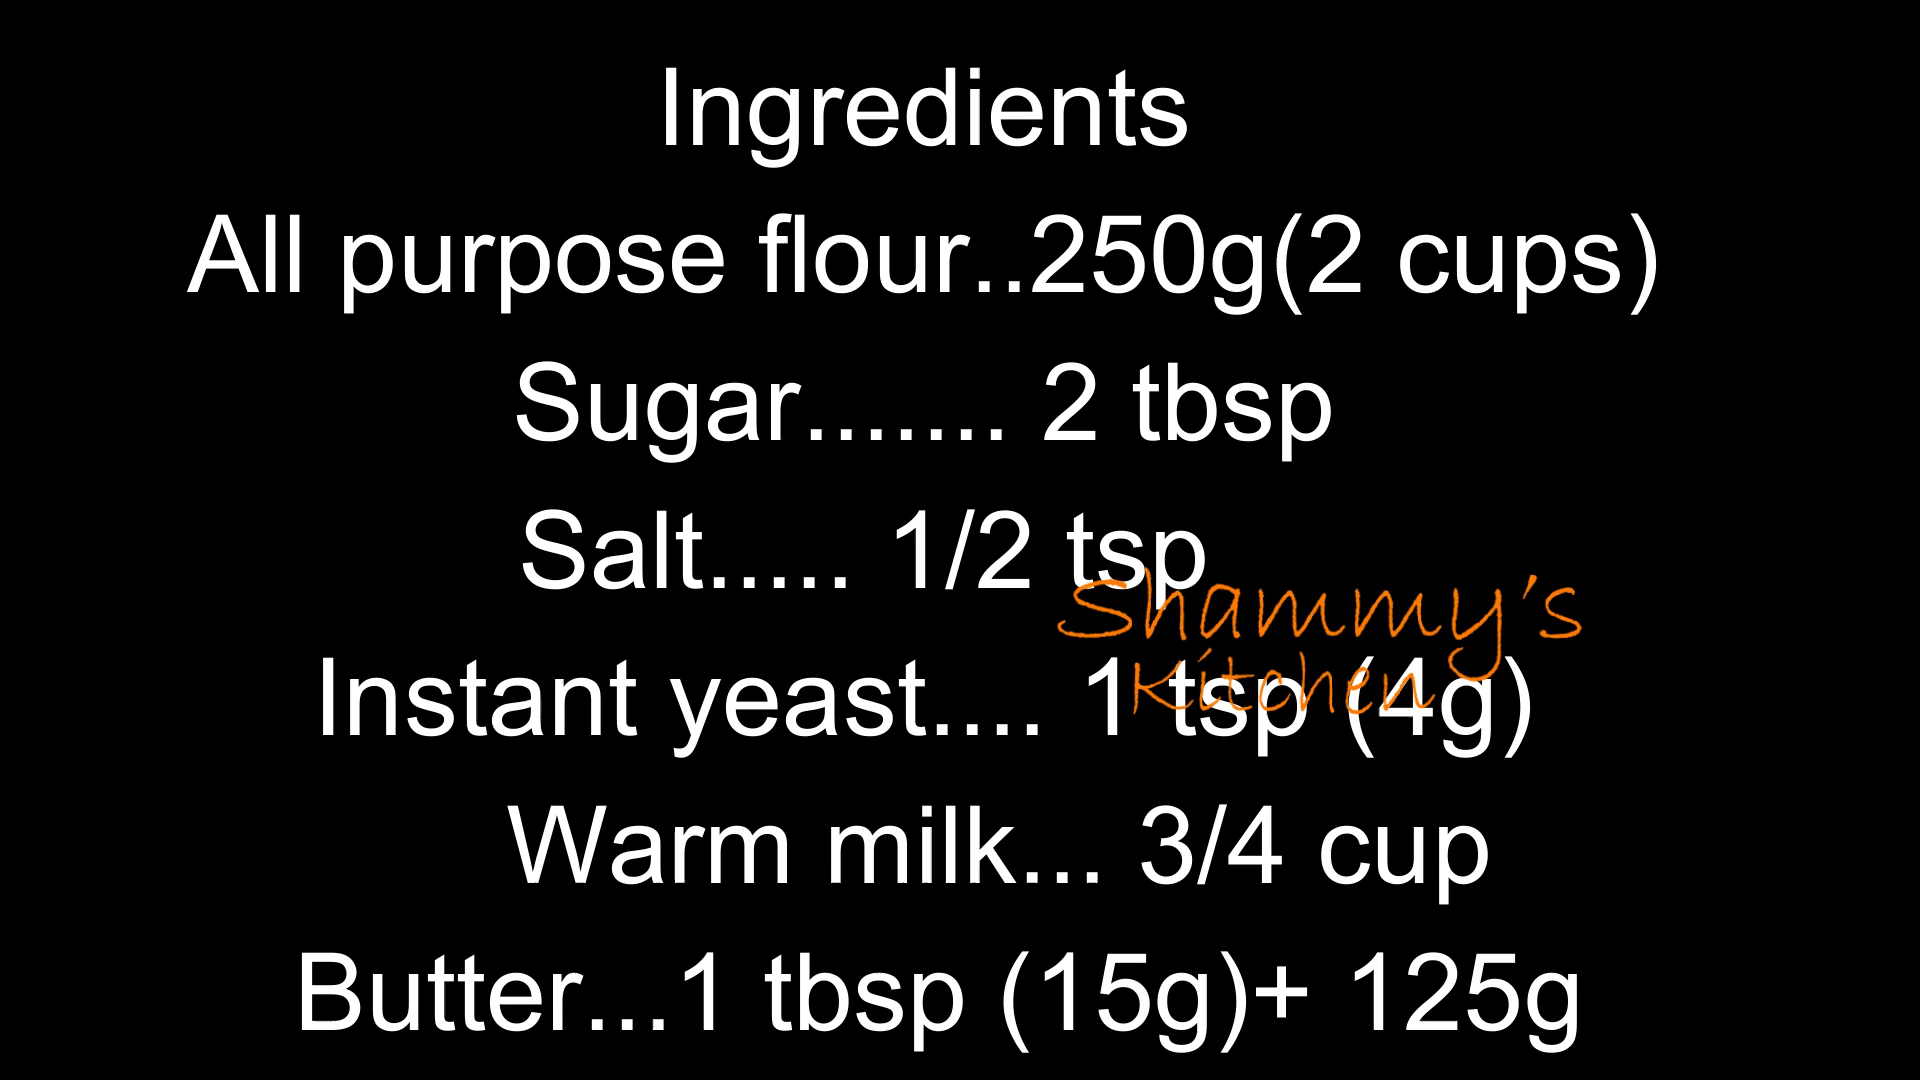 Ingredients
All purpose flour..250g(2 cups)
Sugar....... 2 tbsp
Salt..... 1/2 tsp
Shammy's
Kitchen
Instant yeast.... 1 tsp (4g)
Warm milk... 3/4 cup
Butter...1 tbsp (15g)+ 125g